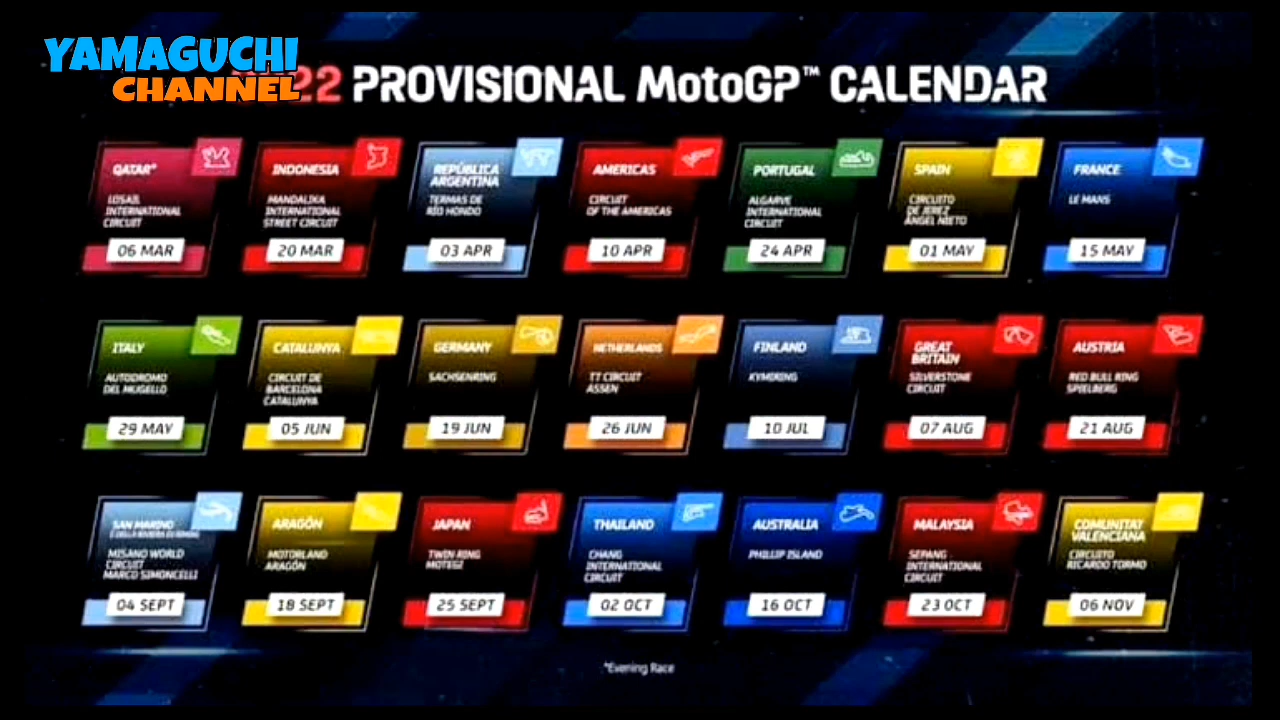 YAMAGUCHI
CHANNEL
22 PROVISIONAL MotoGP™ CALENDAR
QATAR*
LOSAIL
INTERNATIONAL
CIRCUIT
06 MAR
INDONESIA
MANDALIKA
INTERNATIONAL
STREET CIRCUIT
20 MAR
REPÚBLICA
ARGENTINA
TERMAS DE
RÍO HONDO
03 APR
AMERICAS
CIRCUIT
OF THE AMERICAS
10 APR
PORTUGAL
ALGARVE
INTERNATIONAL
CIRCUIT
24 APR
SPAIN
CIRCUITO
DE JEREZ
ÁNGEL NIETO
01 MAY
FRANCE
LE MANS
15 MAY
ITALY
AUTODROMO
DEL MUGELLO
29 MAY
CATALUNYA
CIRCUIT DE
BARCELONA
CATALUNYA
05 JUN
GERMANY
SACHSENRING
19 JUN
NETHERLANDS
TT CIRCUIT
ASSEN
26 JUN
FINLAND
KYMIRING
10 JUL
GREAT
BRITAIN
SILVERSTONE
CIRCUIT
07 AUG
AUSTRIA
RED BULL RING
SPIELBERG
21 AUG
SAN MARINO
MISANO WORLD
CIRCUIT
MARCO SIMONCELLI
04 SEPT
ARAGÓN
MOTORLAND
ARAGÓN
18 SEPT
JAPAN
TWIN RING
MOTEGI
25 SEPT
THAILAND
CHANG
INTERNATIONAL
CIRCUIT
02 OCT
AUSTRALIA
PHILLIP ISLAND
16 OCT
MALAYSIA
SEPANG
INTERNATIONAL
CIRCUIT
23 OCT
COMUNITAT
VALENCIANA
CIRCUITO
RICARDO TORMO
06 NOV
*Evening Race